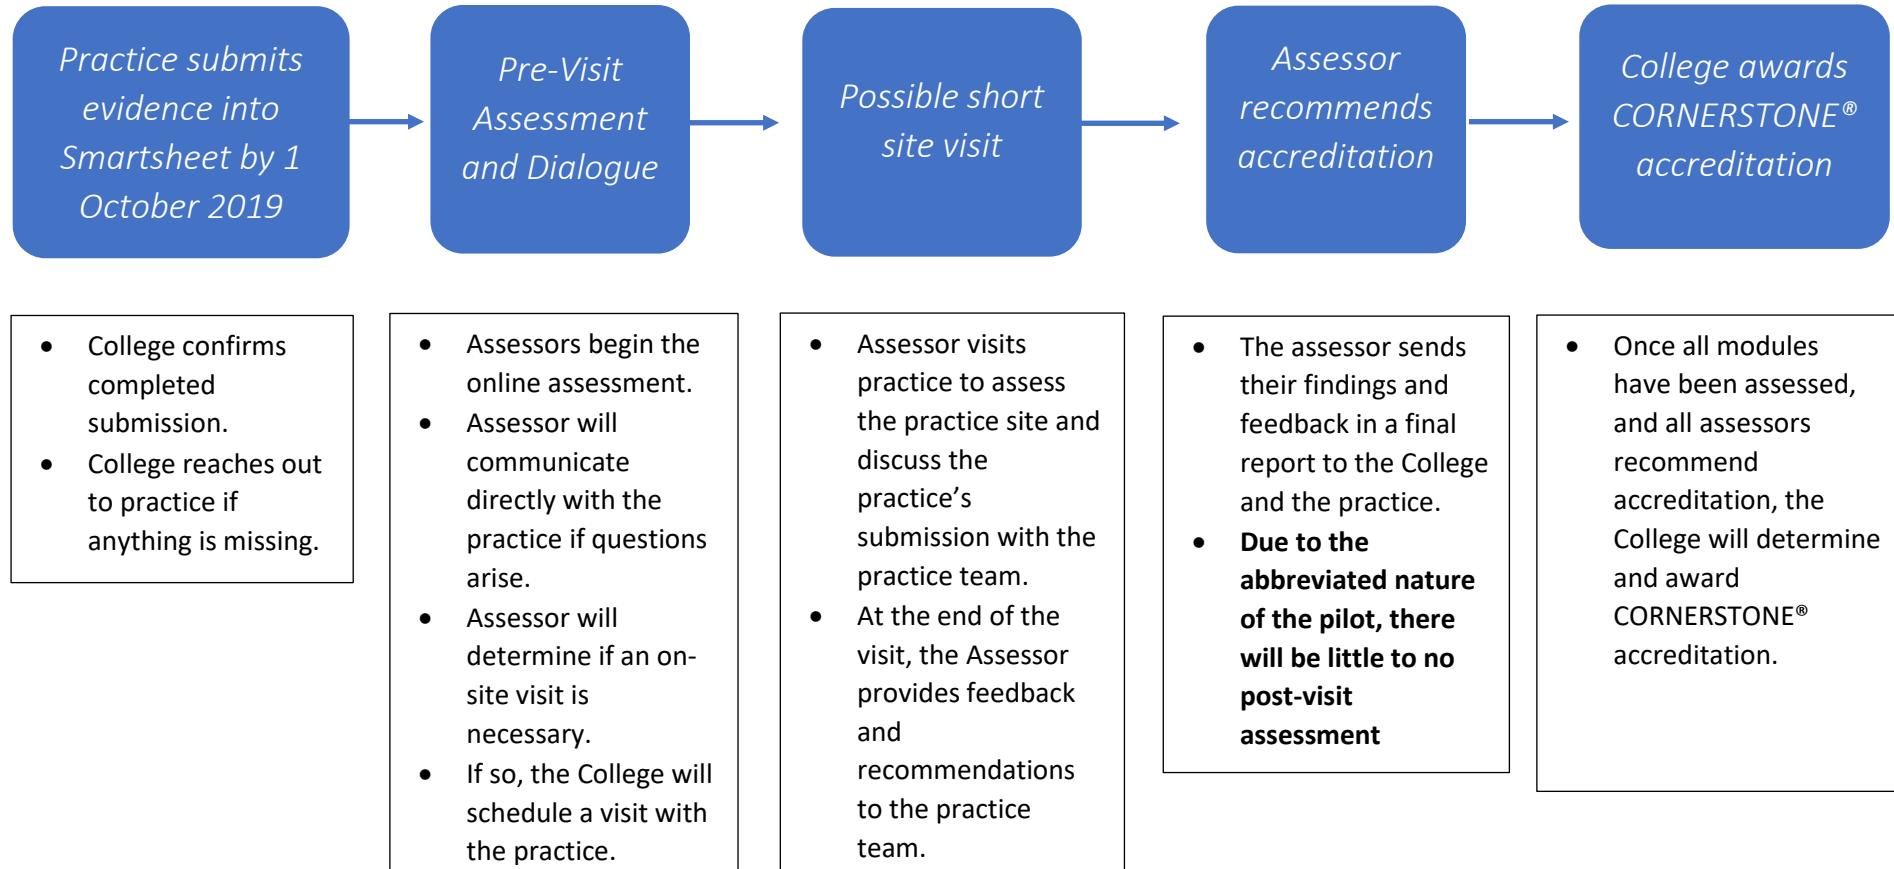 Practice submits
evidence into
Smartsheet by 1
October 2019
Pre-Visit
Assessment
and Dialogue
Possible short
site visit
Assessor
recommends
accreditation
College awards
CORNERSTONE®
accreditation
• College confirms
completed
submission.
• College reaches out
to practice if
anything is missing.
• Assessors begin the
online assessment.
• Assessor will
communicate
directly with the
practice if questions
arise.
• Assessor will
determine if an on-
site visit is
necessary.
• If so, the College will
schedule a visit with
the practice.
• Assessor visits
practice to assess
the practice site and
discuss the
practice’s
submission with the
practice team.
• At the end of the
visit, the Assessor
provides feedback
and
recommendations
to the practice
team.
• The assessor sends
their findings and
feedback in a final
report to the College
and the practice.
• Due to the
abbreviated nature
of the pilot, there
will be little to no
post-visit
assessment
• Once all modules
have been assessed,
and all assessors
recommend
accreditation, the
College will determine
and award
CORNERSTONE®
accreditation.